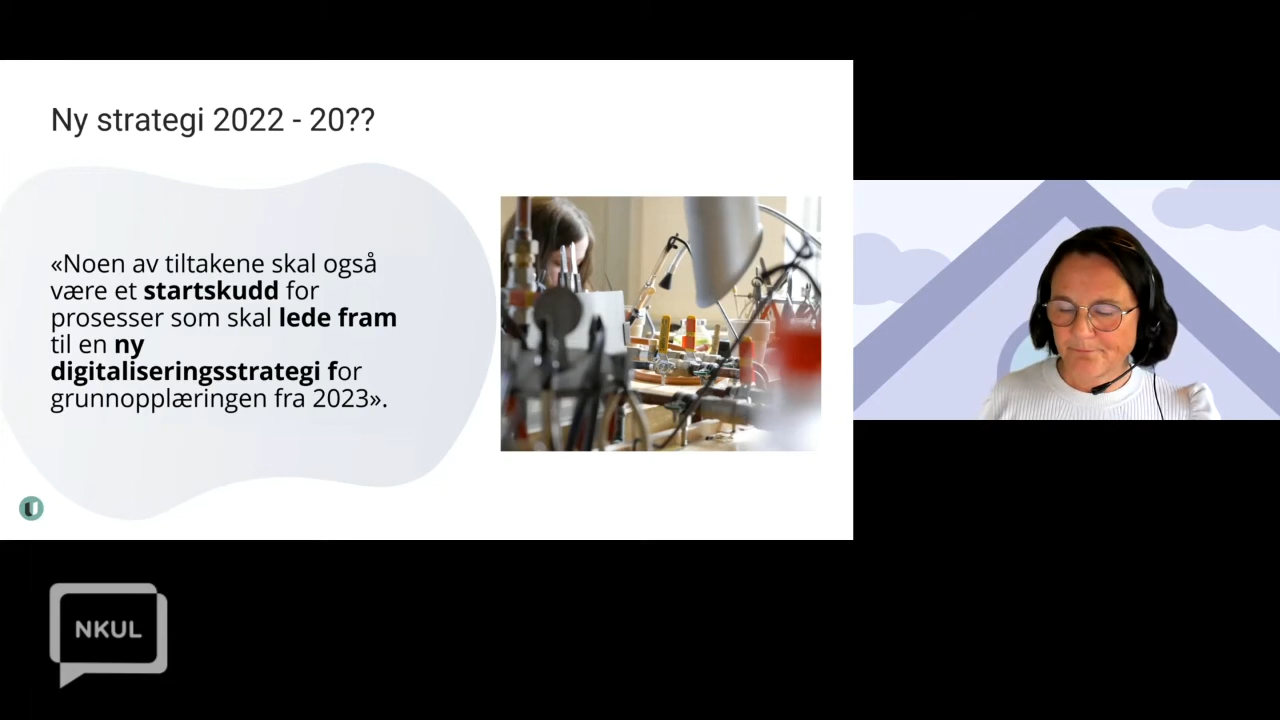 Ny strategi 2022 - 20??
«Noen av tiltakene skal også
være et startskudd for
prosesser som skal lede fram
til en ny
digitaliseringsstrategi for
grunnopplæringen fra 2023».
NKUL